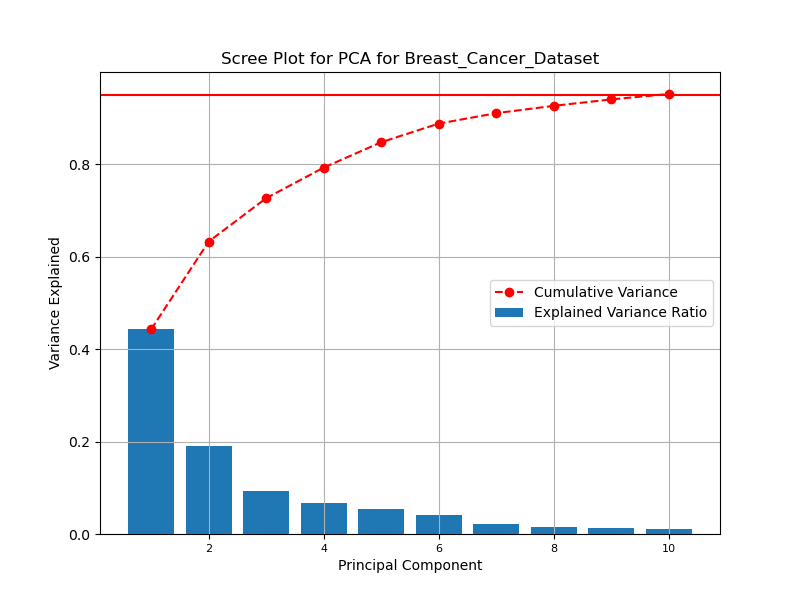 Scree Plot for PCA for Breast_Cancer_Dataset
Variance Explained
0.8
0.6
0.4
0.2
0.0
Cumulative Variance
Explained Variance Ratio
2 4 6 8 10
Principal Component